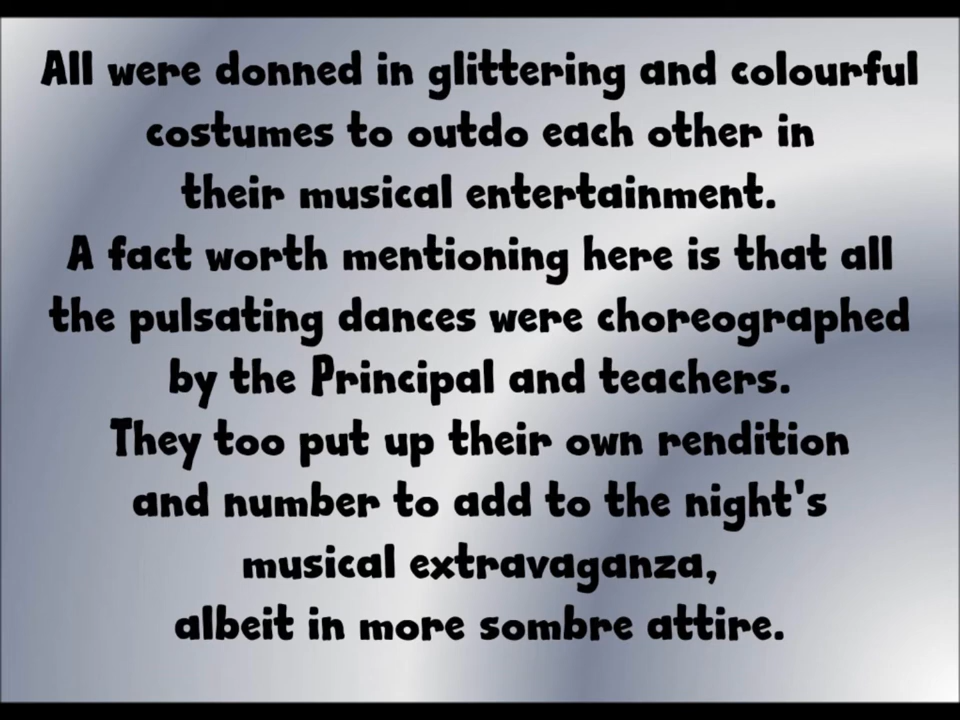 All were donned in glittering and colourful
costumes to outdo each other in
their musical entertainment.
A fact worth mentioning here is that all
the pulsating dances were choreographed
by the Principal and teachers.
They too put up their own rendition
and number to add to the night's
musical extravaganza,
albeit in more sombre attire.